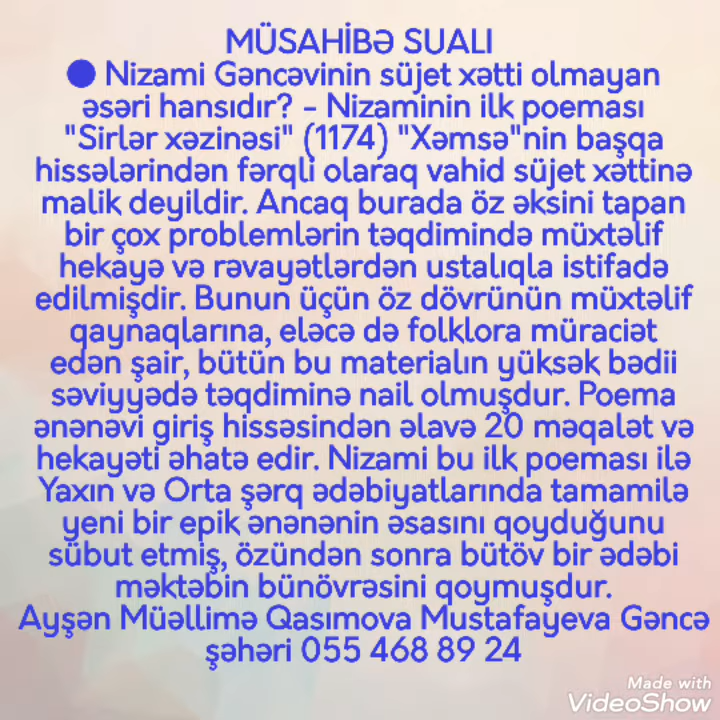 MÜSAHİBƏ SUALI
● Nizami Gəncəvinin süjet xətti olmayan
əsəri hansıdır? - Nizaminin ilk poeması
"Sirlər xəzinəsi" (1174) "Xəmsə"nin başqa
hissələrindən fərqli olaraq vahid süjet xəttinə
malik deyildir. Ancaq burada öz əksini tapan
bir çox problemlərin təqdimində müxtəlif
hekayə və rəvayətlərdən ustalıqla istifadə
edilmişdir. Bunun üçün öz dövrünün müxtəlif
qaynaqlarına, eləcə də folklora müraciət
edən şair, bütün bu materialın yüksək bədii
səviyyədə təqdiminə nail olmuşdur. Poema
ənənəvi giriş hissəsindən əlavə 20 məqalət və
hekayəti əhatə edir. Nizami bu ilk poeması ilə
Yaxın və Orta şərq ədəbiyatlarında tamamilə
yeni bir epik ənənənin əsasını qoyduğunu
sübut etmiş, özündən sonra bütöv bir ədəbi
məktəbin bünövrəsini qoymuşdur.
Ayşən Müəllimə Qasımova Mustafayeva Gəncə
şəhəri 055 468 89 24
Made with
VideoShow